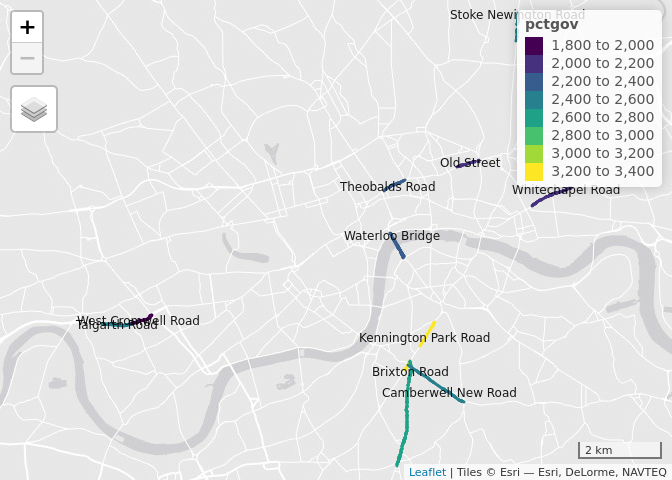 +
−
Stoke Newington Road
pctgov
1,800 to 2,000
2,000 to 2,200
2,200 to 2,400
2,400 to 2,600
2,600 to 2,800
2,800 to 3,000
3,000 to 3,200
3,200 to 3,400
Old Street
Theobalds Road
Whitechapel Road
Waterloo Bridge
West Cromwell Road
Talgarth Road
Kennington Park Road
Brixton Road
Camberwell New Road
2 km
Leaflet | Tiles © Esri — Esri, DeLorme, NAVTEQ